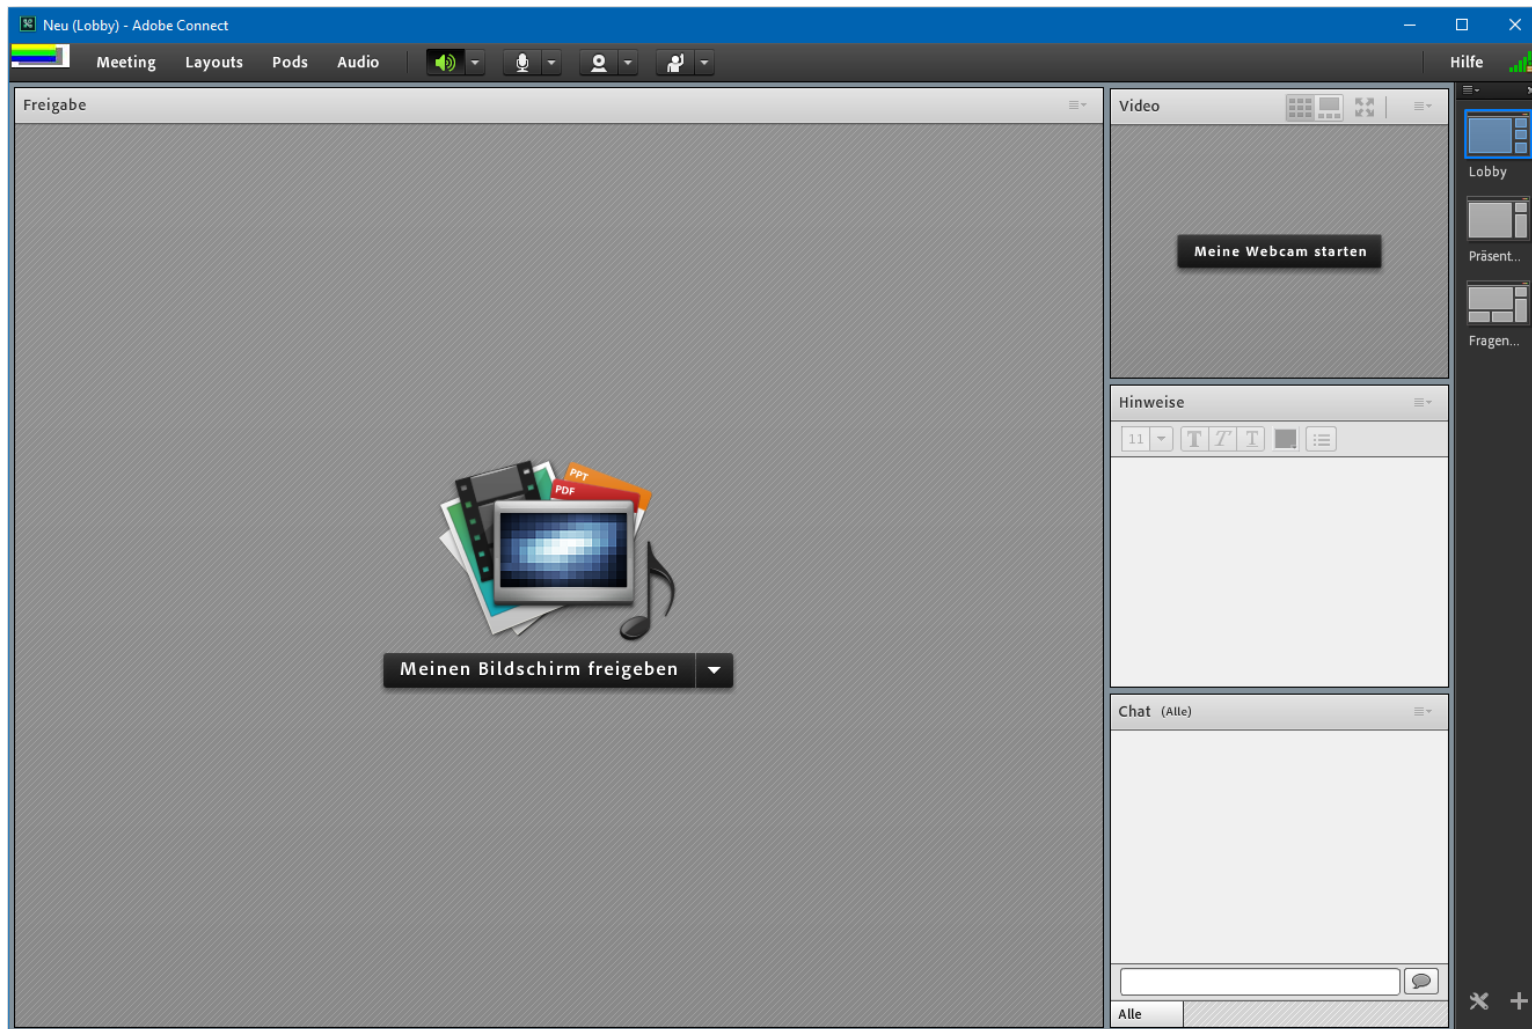 Neu (Lobby) - Adobe Connect
Meeting Layouts Pods Audio Hilfe
Freigabe
Video
Meine Webcam starten
Lobby
Präsent...
Fragen...
Hinweise
11 T T T
PPT
PDF
Meinen Bildschirm freigeben
Chat (Alle)
Alle